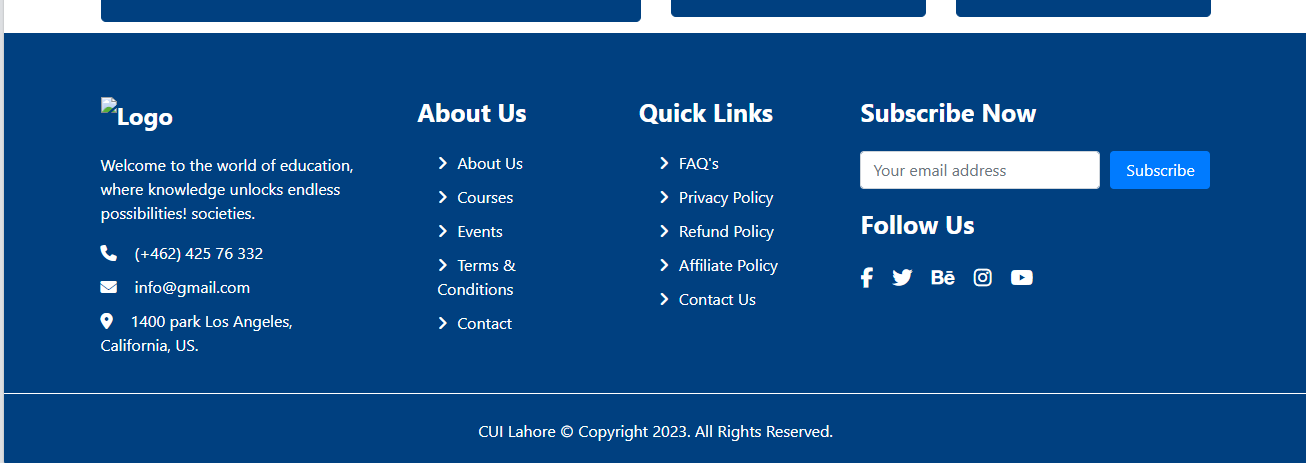 Logo
Welcome to the world of education,
where knowledge unlocks endless
possibilities! societies.
(+462) 425 76 332
info@gmail.com
1400 park Los Angeles,
California, US.
About Us
About Us
Courses
Events
Terms &
Conditions
Contact
Quick Links
FAQ's
Privacy Policy
Refund Policy
Affiliate Policy
Contact Us
Subscribe Now
Your email address
Subscribe
Follow Us
CUI Lahore © Copyright 2023. All Rights Reserved.